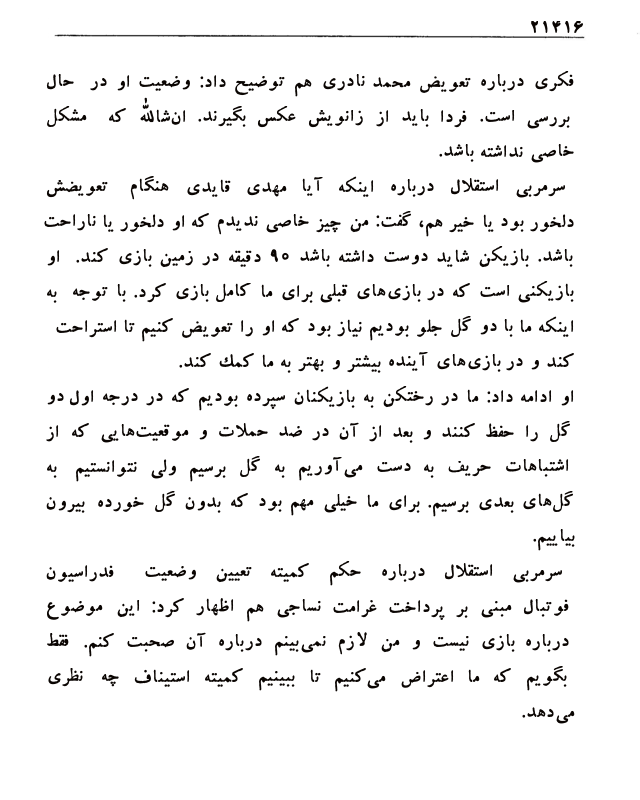 ۲۱۴۱۶
فکری درباره تعویض محمد نادری هم توضیح داد: وضعیت او در حال
بررسی است. فردا باید از زانویش عکس بگیرند. ان‌شالله که مشکل
خاصی نداشته باشد.
سرمربی استقلال درباره اینکه آیا مهدی قایدی هنگام تعویضش
دلخور بود یا خیر هم، گفت: من چیز خاصی ندیدم که او دلخور یا ناراحت
باشد. بازیکن شاید دوست داشته باشد ۹۰ دقیقه در زمین بازی کند. او
بازیکنی است که در بازی‌های قبلی برای ما کامل بازی کرد. با توجه به
اینکه ما با دو گل جلو بودیم نیاز بود که او را تعویض کنیم تا استراحت
کند و در بازی‌های آینده بیشتر و بهتر به ما کمك کند.
او ادامه داد: ما در رختکن به بازیکنان سپرده بودیم که در درجه اول دو
گل را حفظ کنند و بعد از آن در ضد حملات و موقعیت‌هایی که از
اشتباهات حریف به دست می‌آوریم به گل برسیم ولی نتوانستیم به
گل‌های بعدی برسیم. برای ما خیلی مهم بود که بدون گل خورده بیرون
بیاییم.
سرمربی استقلال درباره حکم کمیته تعیین وضعیت فدراسیون
فوتبال مبنی بر پرداخت غرامت نساجی هم اظهار کرد: این موضوع
درباره بازی نیست و من لازم نمی‌بینم درباره آن صحبت کنم. فقط
بگویم که ما اعتراض می‌کنیم تا ببینیم کمیته استیناف چه نظری
می‌دهد.